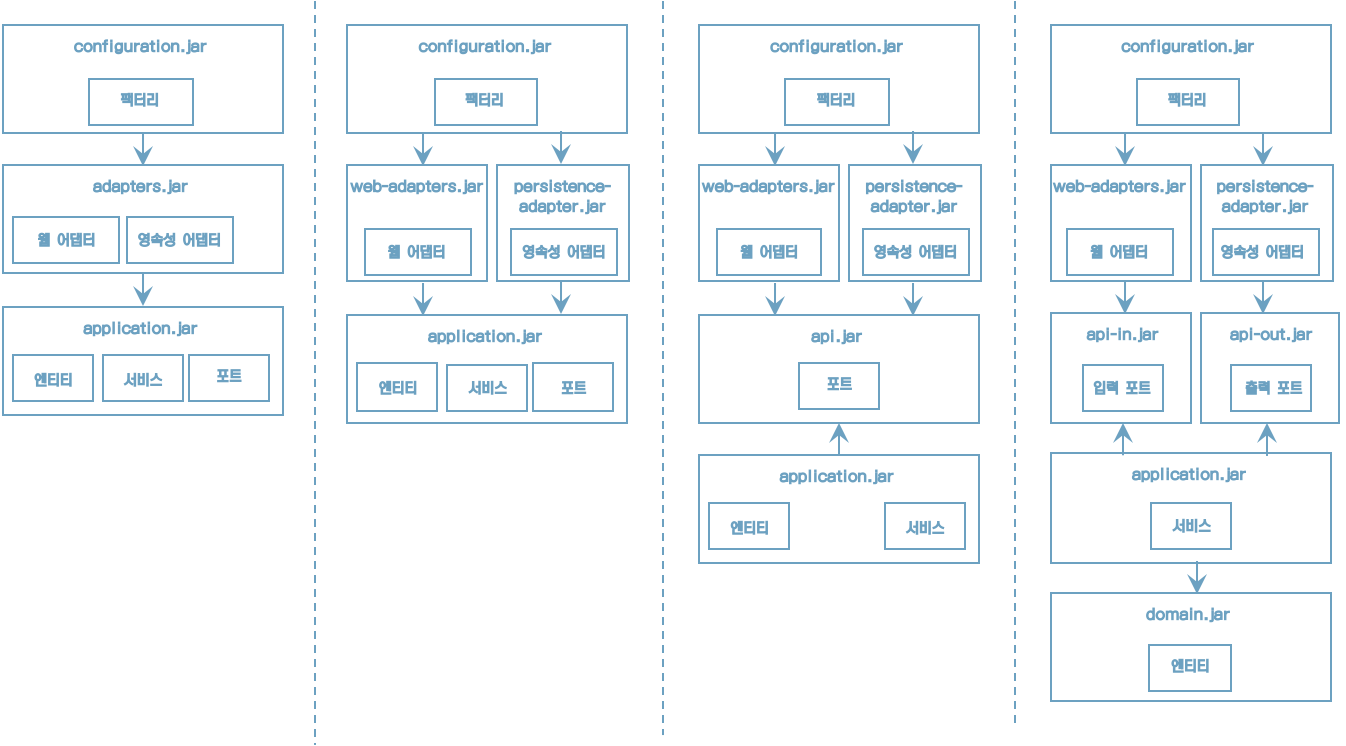 configuration.jar
팩터리
adapters.jar
웹 어댑터
영속성 어댑터
application.jar
엔티티
서비스
포트
configuration.jar
팩터리
web-adapters.jar
웹 어댑터
persistence-
adapter.jar
영속성 어댑터
application.jar
엔티티
서비스
포트
configuration.jar
팩터리
web-adapters.jar
웹 어댑터
persistence-
adapter.jar
영속성 어댑터
api.jar
포트
application.jar
엔티티
서비스
configuration.jar
팩터리
web-adapters.jar
웹 어댑터
persistence-
adapter.jar
영속성 어댑터
api-in.jar
입력 포트
api-out.jar
출력 포트
application.jar
서비스
domain.jar
엔티티